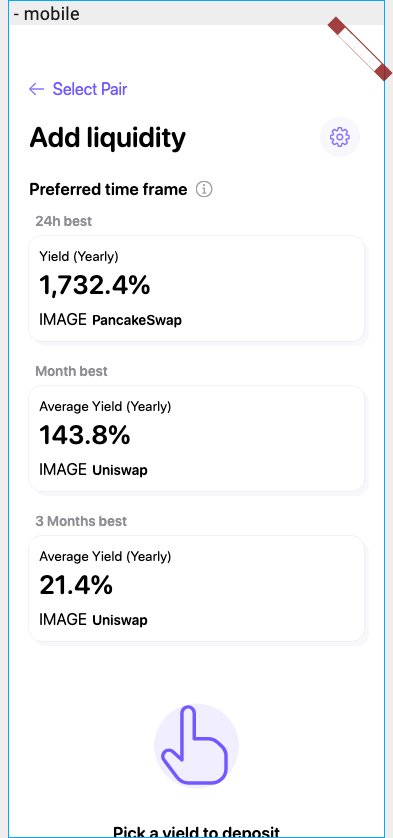 - mobile
Select Pair
Add liquidity
Preferred time frame
24h best
Yield (Yearly)
1,732.4%
IMAGE PancakeSwap
Month best
Average Yield (Yearly)
143.8%
IMAGE Uniswap
3 Months best
Average Yield (Yearly)
21.4%
IMAGE Uniswap
Pick a yield to deposit